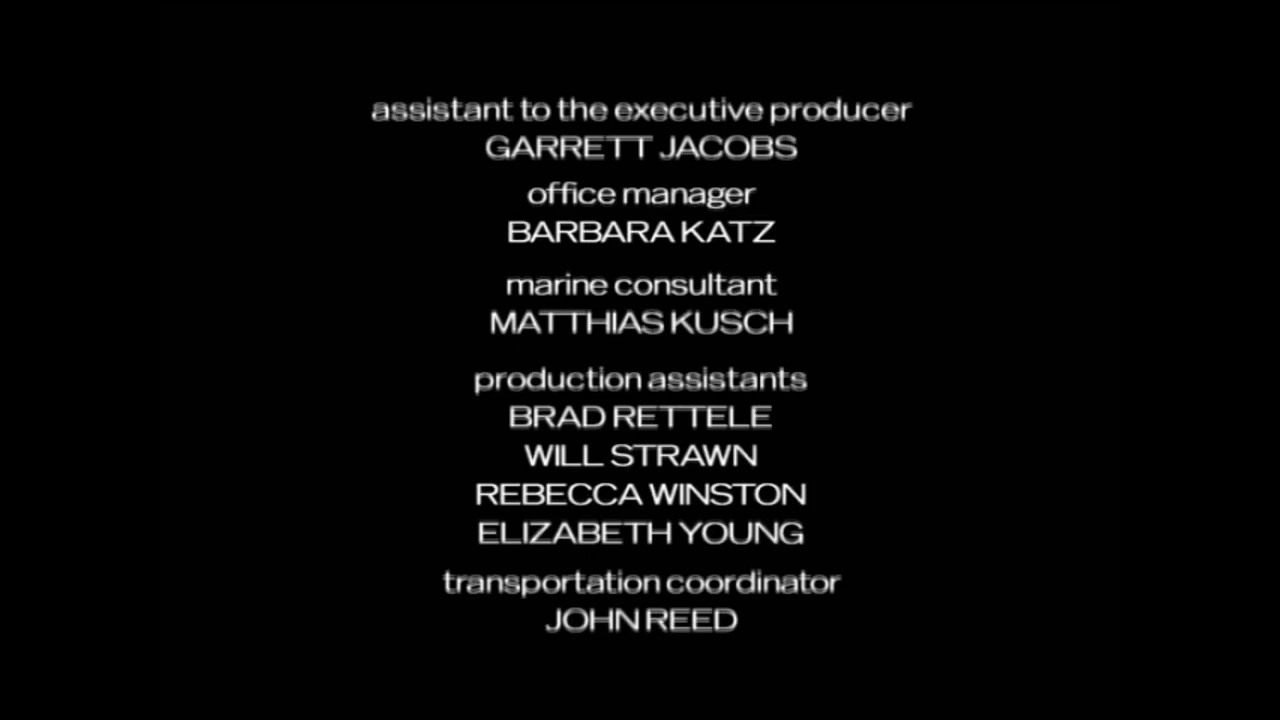 assistant to the executive producer
GARRETT JACOBS
office manager
BARBARA KATZ
marine consultant
MATTHIAS KUSCH
production assistants
BRAD RETTELE
WILL STRAWN
REBECCA WINSTON
ELIZABETH YOUNG
transportation coordinator
JOHN REED